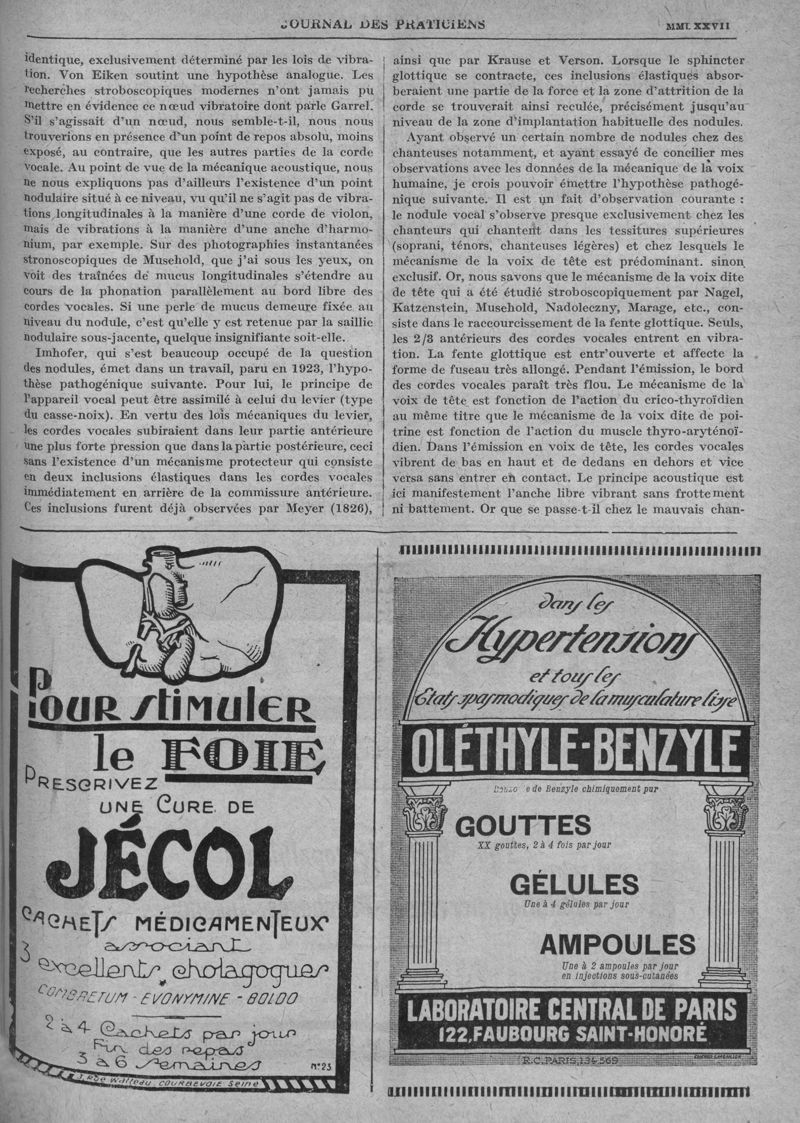 JOURNAL DES PRATICIENS
MMLXXVII
identique, exclusivement déterminé par les lois de vibra-
tion. Von Eiken soutint une hypothèse analogue. Les
recherches stroboscopiques modernes n'ont jamais pu
mettre en évidence ce nœud vibratoire dont parle Garrel.
S'il s'agissait d'un nœud, nous semble-t-il, nous nous
trouverions en présence d'un point de repos absolu, moins
exposé, au contraire, que les autres parties de la corde
vocale. Au point de vue de la mécanique acoustique, nous
ne nous expliquons pas d'ailleurs l'existence d'un point
nodulaire situé à ce niveau, vu qu'il ne s'agit pas de vibra-
tions longitudinales à la manière d'une corde de violon,
mais de vibrations à la manière d'une anche d'harmo-
nium, par exemple. Sur des photographies instantanées
stronoscopiques de Musehold, que j'ai sous les yeux, on
voit des traînées de mucus longitudinales s'étendre au
cours de la phonation parallèlement au bord libre des
cordes vocales. Si une perle de mucus demeure fixée au
niveau du nodule, c'est qu'elle y est retenue par la saillie
nodulaire sous-jacente, quelque insignifiante soit-elle.
Imhofer, qui s'est beaucoup occupé de la question
des nodules, émet dans un travail, paru en 1923, l'hypo-
thèse pathogénique suivante. Pour lui, le principe de
l'appareil vocal peut être assimilé à celui du levier (type
du casse-noix). En vertu des lois mécaniques du levier,
les cordes vocales subiraient dans leur partie antérieure
une plus forte pression que dans la partie postérieure, ceci
sans l'existence d'un mécanisme protecteur qui consiste
en deux inclusions élastiques dans les cordes vocales
immédiatement en arrière de la commissure antérieure.
Ces inclusions furent déjà observées par Meyer (1826),
ainsi que par Krause et Verson. Lorsque le sphincter
glottique se contracte, ces inclusions élastiques absor-
beraient une partie de la force et la zone d'attrition de la
corde se trouverait ainsi reculée, précisément jusqu'au
niveau de la zone d'implantation habituelle des nodules.
Ayant observé un certain nombre de nodules chez des
chanteuses notamment, et ayant essayé de concilier mes
observations avec les données de la mécanique de la voix
humaine, je crois pouvoir émettre l'hypothèse pathogé-
nique suivante. Il est un fait d'observation courante :
le nodule vocal s'observe presque exclusivement chez les
chanteurs qui chantent dans les tessitures supérieures
(soprani, ténors, chanteuses légères) et chez lesquels le
mécanisme de la voix de tête est prédominant. sinon
exclusif. Or, nous savons que le mécanisme de la voix dite
de tête qui a été étudié stroboscopiquement par Nagel,
Katzenstein, Musehold, Nadoleczny, Marage, etc., con-
siste dans le raccourcissement de la fente glottique. Seuls,
les 2/3 antérieurs des cordes vocales entrent en vibra-
tion. La fente glottique est entr'ouverte et affecte la
forme de fuseau très allongé. Pendant l'émission, le bord
des cordes vocales paraît très flou. Le mécanisme de la
voix de tête est fonction de l'action du crico-thyroïdien
au même titre que le mécanisme de la voix dite de poi-
trine est fonction de l'action du muscle thyro-aryténoï-
dien. Dans l'émission en voix de tête, les cordes vocales
vibrent de bas en haut et de dedans en dehors et vice
versa sans entrer en contact. Le principe acoustique est
ici manifestement l'anche libre vibrant sans frottement
ni battement. Or que se passe-t-il chez le mauvais chan-
Pour stimuler
le FOIE
PRESCRIVEZ
UNE CURE DE
JÉCOL
CACHETS MÉDICAMENTEUX
associant
3 excellents cholagogues
COMBRETUM - EVONYMINE - BOLDO
2 à 4 Cachets par jour
Fin des repas
3 à 6 Semaines
N° 23
Rue Watteau COURBEVOIE Seine
dans les
Hypertensions
et tous les
États spasmodiques de la musculature lisse
OLÉTHYLE-BENZYLE
e de Benzyle chimiquement pur
GOUTTES
XX gouttes, 2 à 4 fois par jour
GÉLULES
Une à 4 gélules par jour
AMPOULES
Une à 2 ampoules par jour
en injections sous-cutanées
LABORATOIRE CENTRAL DE PARIS
122, FAUBOURG SAINT-HONORÉ
R.C. PARIS, 134-569